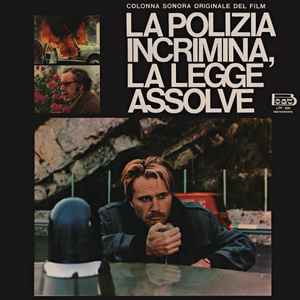 COLONNA SONORA ORIGINALE DEL FILM
LA POLIZIA
INCRIMINA,
LA LEGGE
ASSOLVE